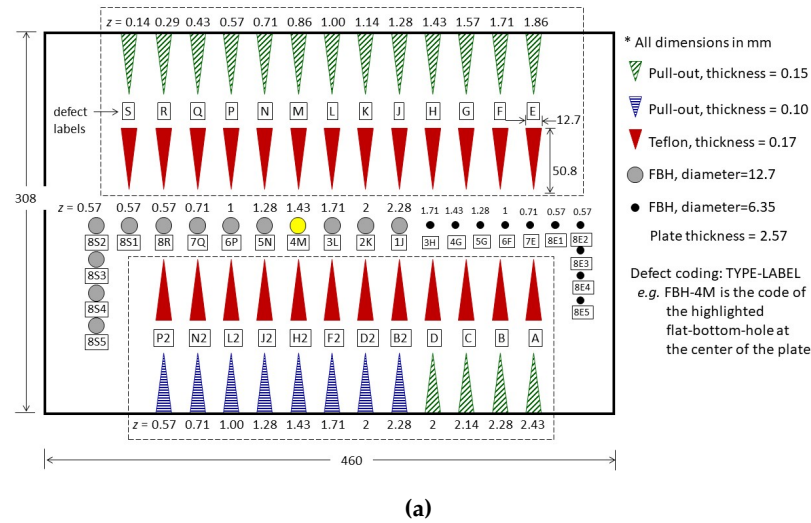 z = 0.14 0.29 0.43 0.57 0.71 0.86 1.00 1.14 1.28 1.43 1.57 1.71 1.86
* All dimensions in mm
Pull-out, thickness = 0.15
defect labels
S R Q P N M L K J H G F E
12.7
Pull-out, thickness = 0.10
Teflon, thickness = 0.17
50.8
FBH, diameter=12.7
308
z = 0.57 0.57 0.57 0.71 1 1.28 1.43 1.71 2 2.28 1.71 1.43 1.28 1 0.71 0.57 0.57
FBH, diameter=6.35
Plate thickness = 2.57
8S2 8S1 8R 7Q 6P 5N 4M 3L 2K 1J 3H 4G 5G 6F 7E 8E1 8E2
8S3 8E3
8S4 8E4
8S5 8E5
Defect coding: TYPE-LABEL
e.g. FBH-4M is the code of
the highlighted
flat-bottom-hole at
the center of the plate
P2 N2 L2 J2 H2 F2 D2 B2 D C B A
z = 0.57 0.71 1.00 1.28 1.43 1.71 2 2.28 2 2.14 2.28 2.43
460
(a)